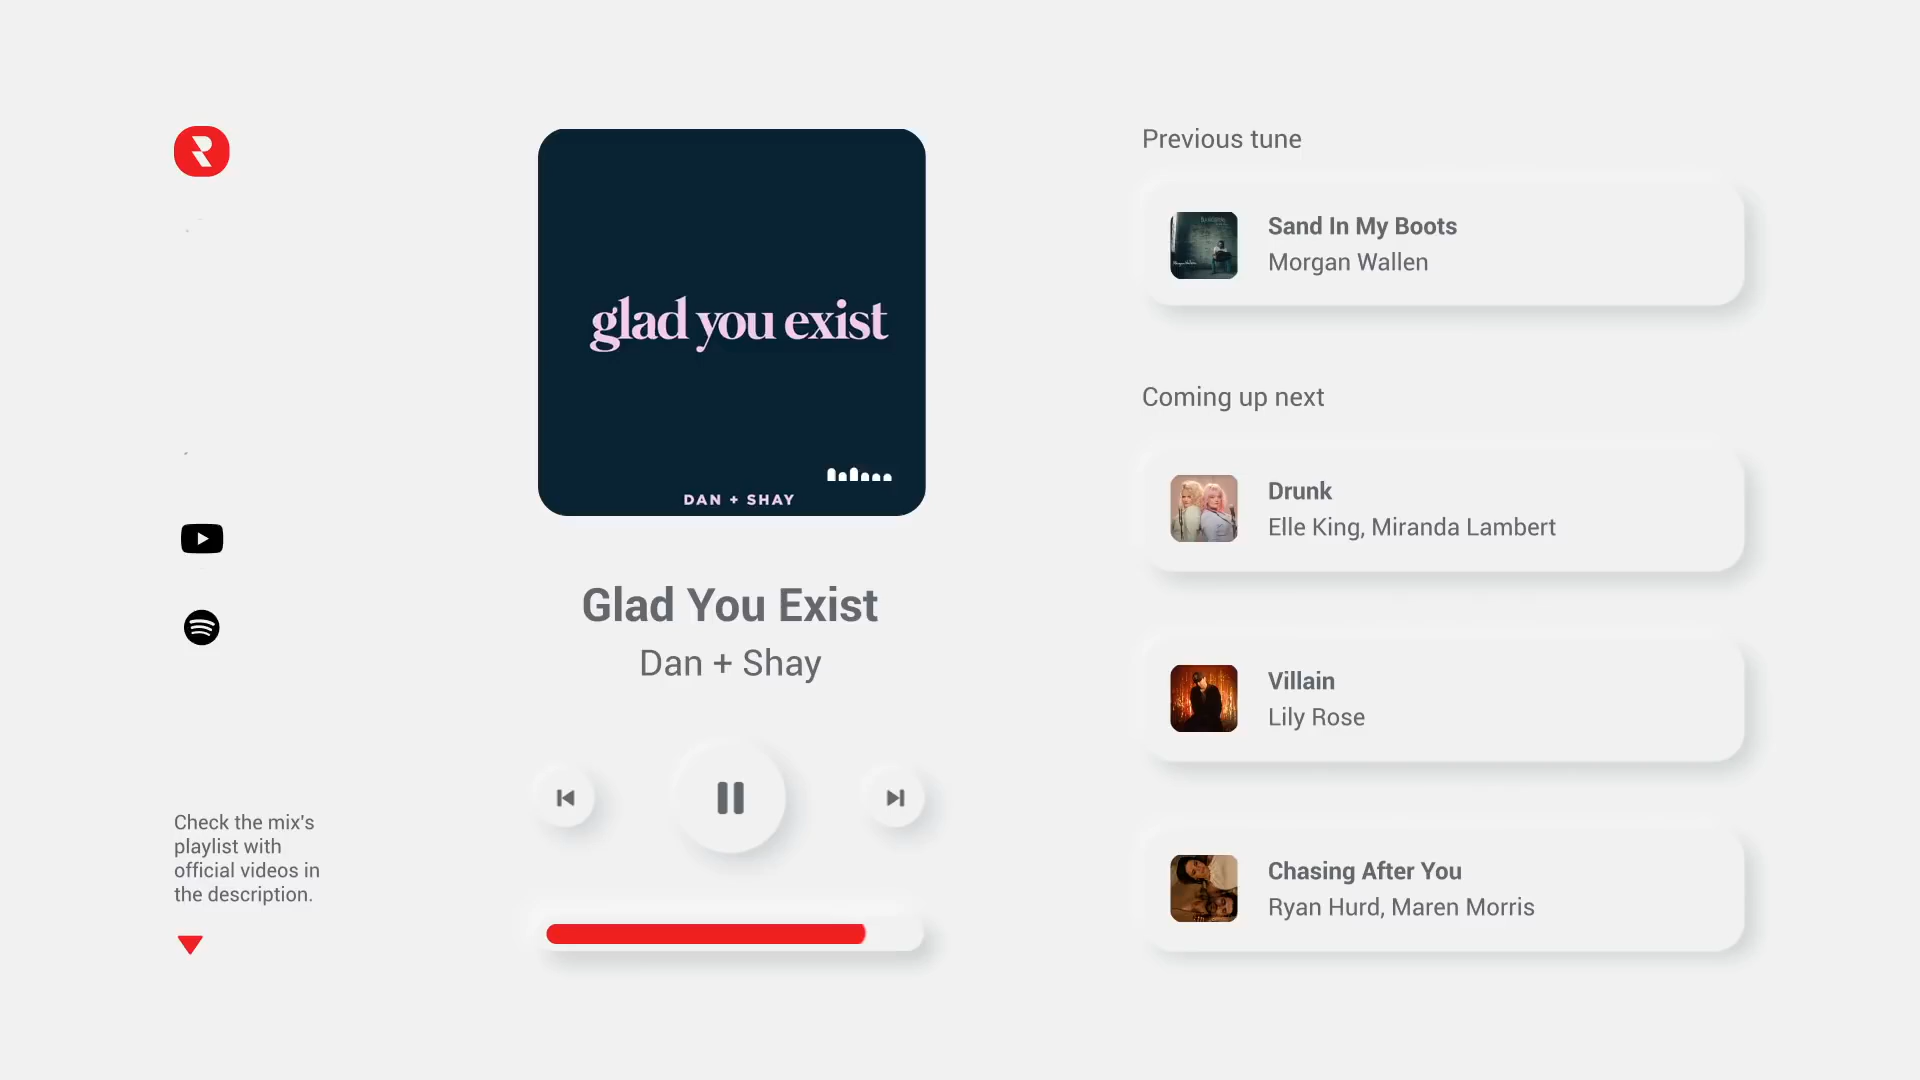 glad you exist
DAN + SHAY
Glad You Exist
Dan + Shay
Check the mix's
playlist with
official videos in
the description.
Previous tune
Sand In My Boots
Morgan Wallen
Coming up next
Drunk
Elle King, Miranda Lambert
Villain
Lily Rose
Chasing After You
Ryan Hurd, Maren Morris